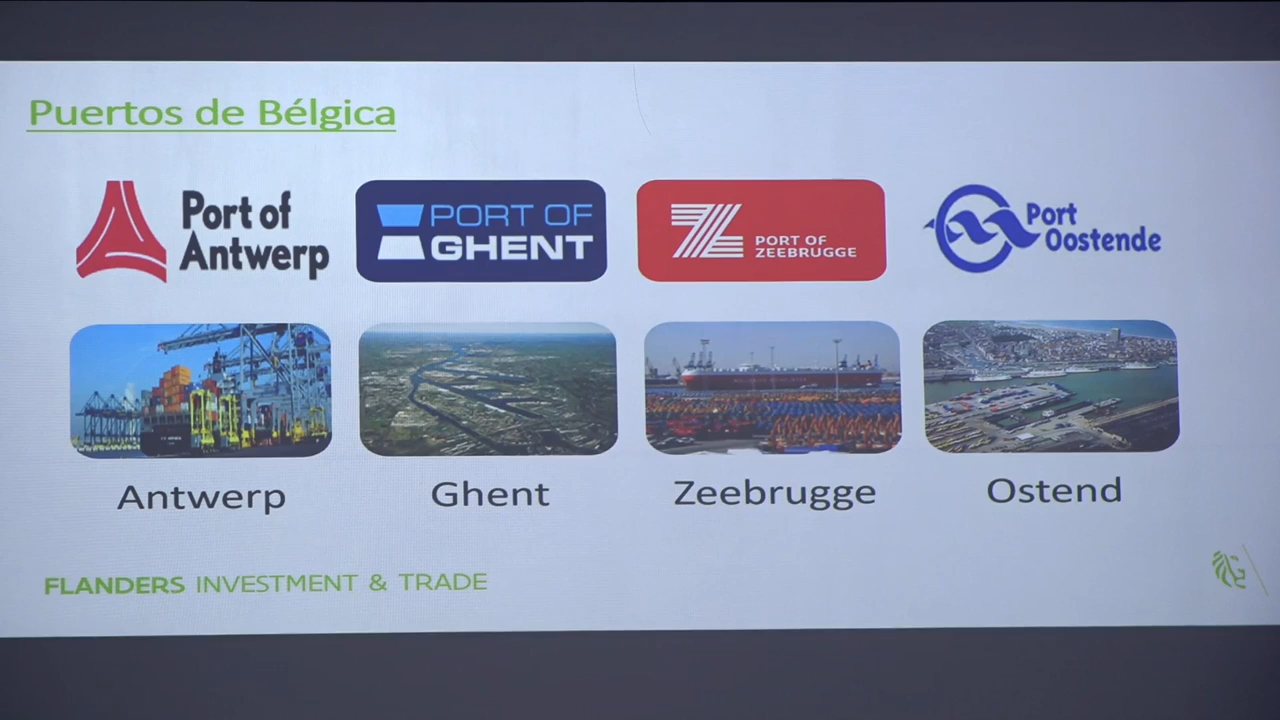 Puertos de Bélgica
Port of
Antwerp
PORT OF
GHENT
PORT OF
ZEEBRUGGE
Port
Oostende
Antwerp
Ghent
Zeebrugge
Ostend
FLANDERS INVESTMENT & TRADE